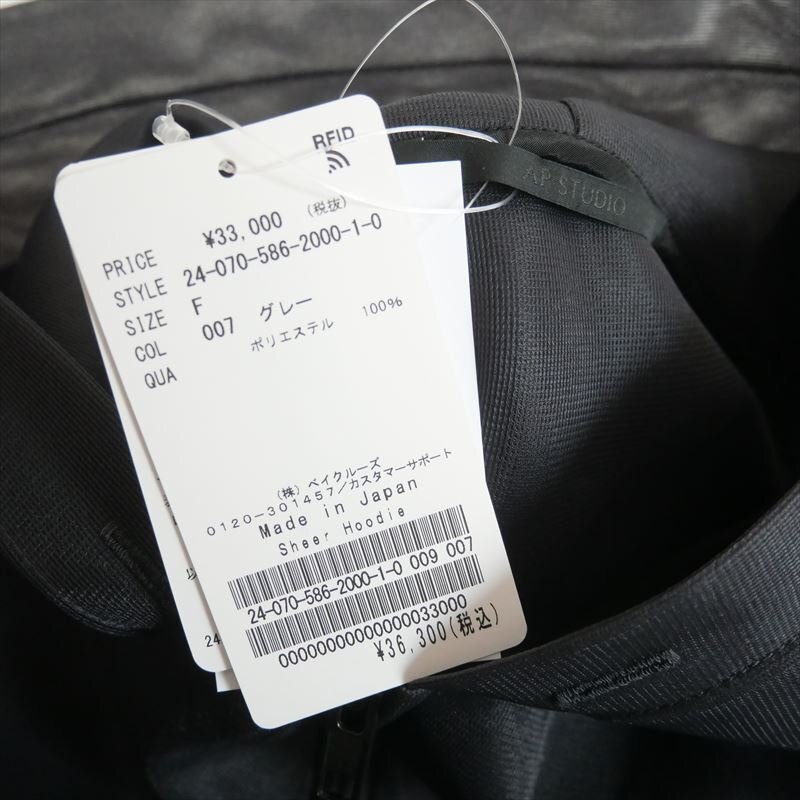 RFID
PRICE ¥33,000 (税抜)
STYLE 24-070-586-2000-1-0
SIZE F
COL 007 グレー
QUA ポリエステル 100%
(株) ベイクルーズ
0120-301457/カスタマーサポート
Made in Japan
Sheer Hoodie
24-070-586-2000-1-0 009 007
00000000000000033000
¥36,300(税込)
AP STUDIO
以
24